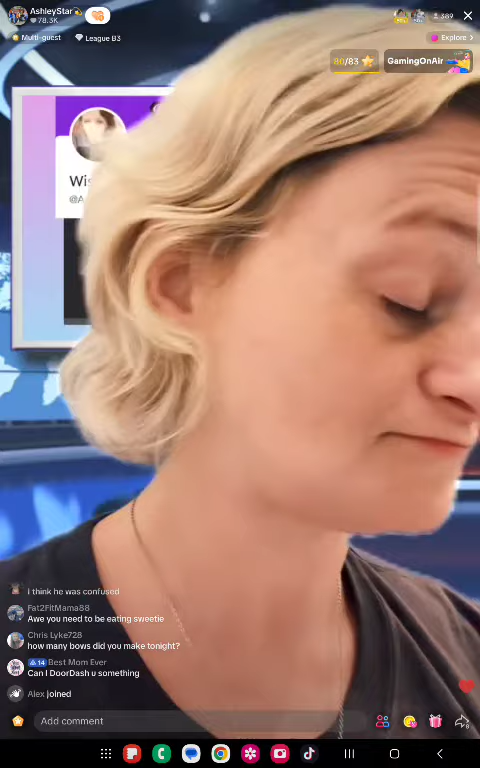 AshleyStar💫
78.3K
389
Multi-guest
League B3
Explore >
80/83
GamingOnAir
Wis
@A
i think he was confused
Fat2FitMama88
Awe you need to be eating sweetie
Chris Lyke728
how many bows did you make tonight?
14 Best Mom Ever
Can I DoorDash u something
Alex joined
Add comment